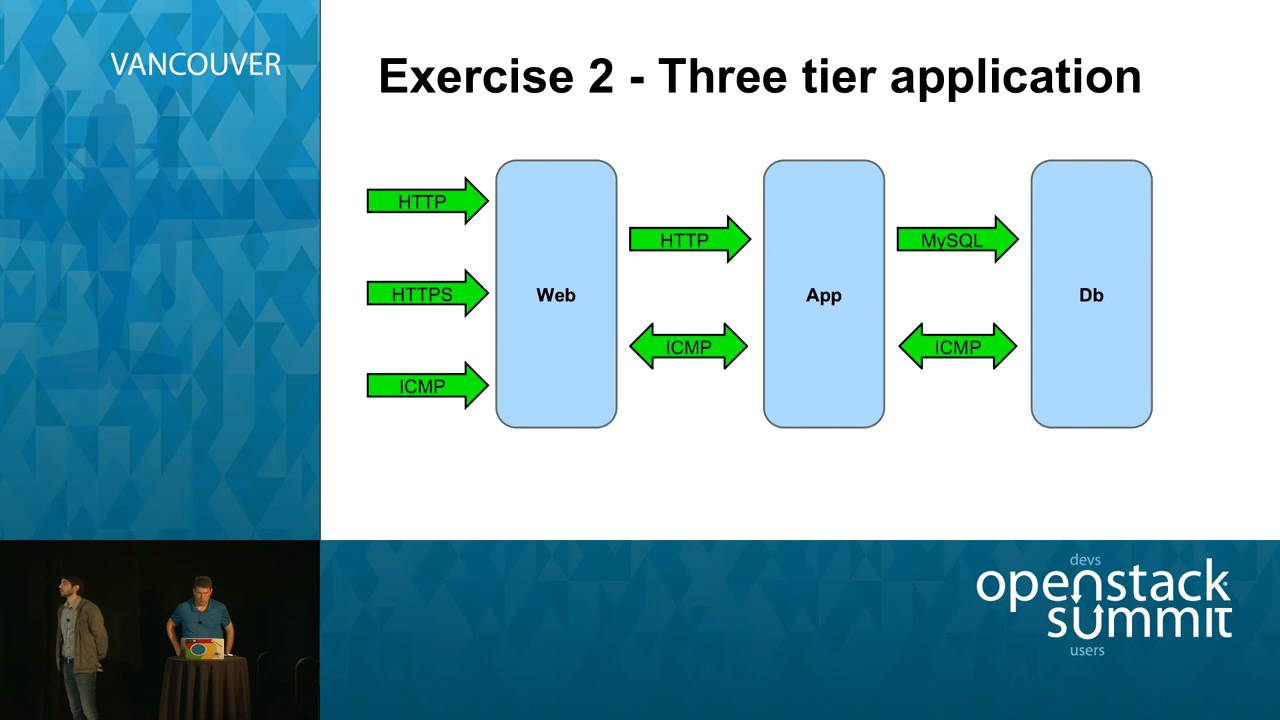 VANCOUVER
Exercise 2 - Three tier application
HTTP
HTTPS
ICMP
Web
HTTP
ICMP
App
MySQL
ICMP
Db
devs
openstack
summit
users